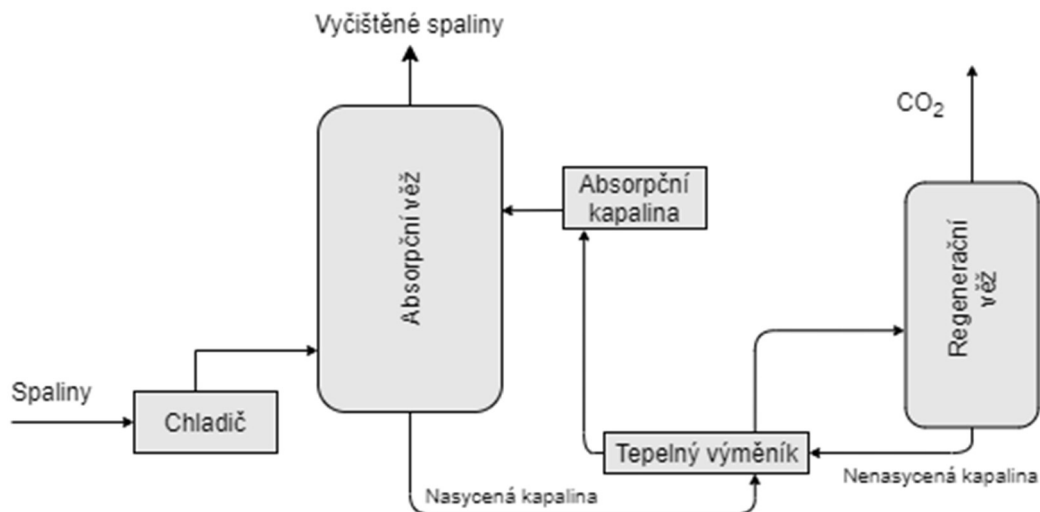 Vyčištěné spaliny
CO2
Absorpční věž
Absorpční
kapalina
Regenerační
věž
Spaliny
Chladič
Tepelný výměník
Nasycená kapalina
Nenasycená kapalina